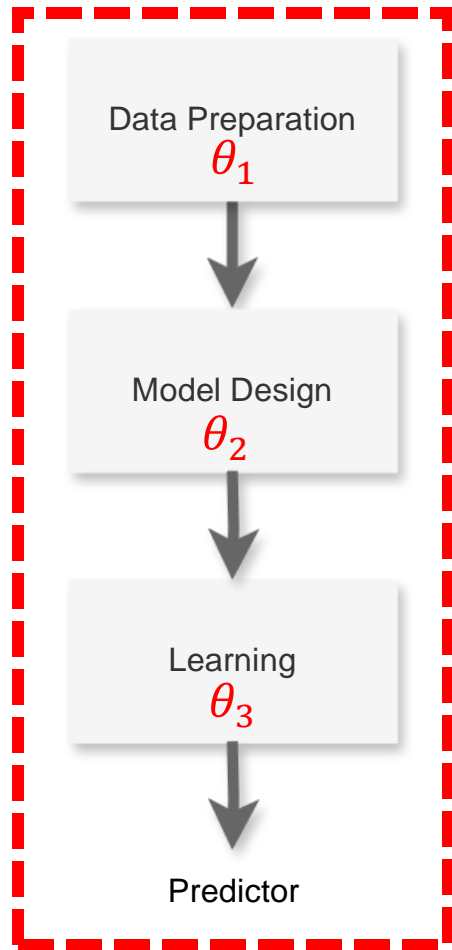 Data Preparation
θ₁
Model Design
θ₂
Learning
θ₃
Predictor